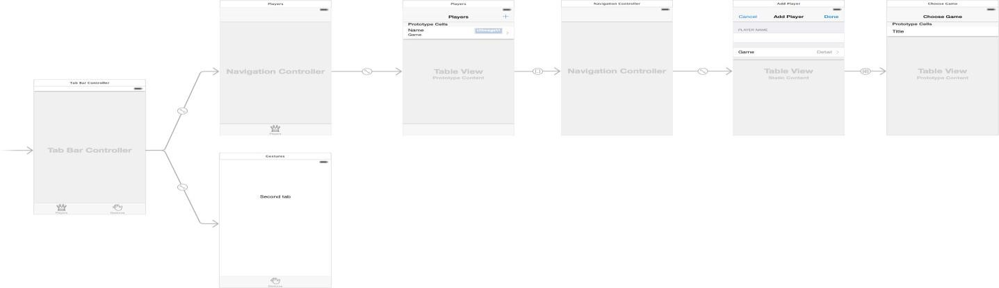 Tab Bar Controller
Tab Bar Controller
Players
Gestures
Players
Navigation Controller
Players
Gestures
Second tab
Gestures
Players
Players
Prototype Cells
Name
Game
UIImageVi
Table View
Prototype Content
Navigation Controller
Navigation Controller
Add Player
Cancel Add Player Done
PLAYER NAME
Game Detail
Table View
Static Content
Choose Game
Choose Game
Prototype Cells
Title
Table View
Prototype Content